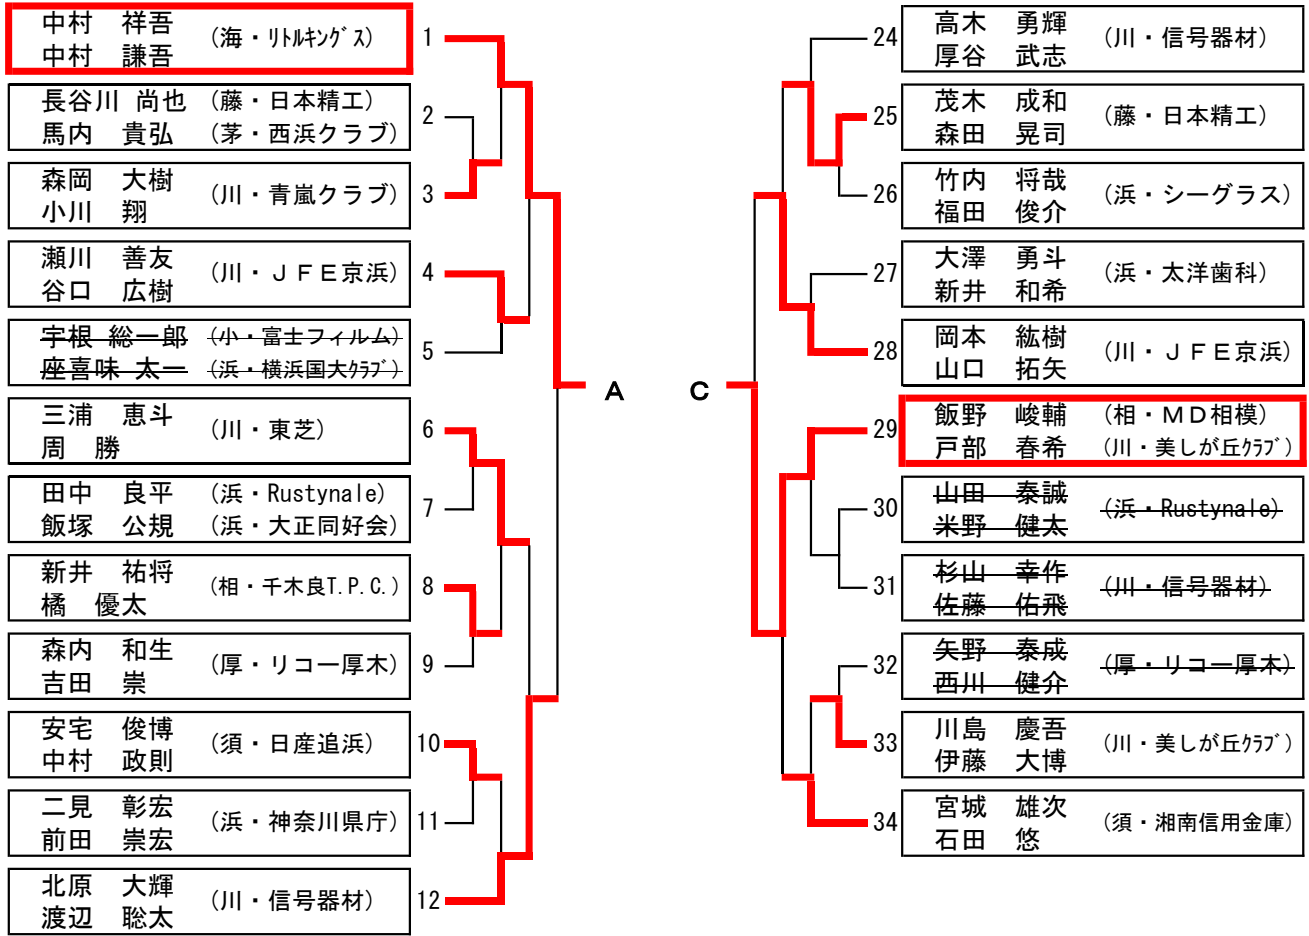 中村　祥吾 (海・ﾘﾄﾙｷﾝｸﾞｽ) 1
中村　謙吾
長谷川 尚也 (藤・日本精工) 2
馬内　貴弘 (茅・西浜クラブ)
森岡　大樹 (川・青嵐クラブ) 3
小川　翔
瀬川　善友 (川・ＪＦＥ京浜) 4
谷口　広樹
宇根 総一郎 (小・富士フィルム) 5
座喜味 太一 (浜・横浜国大ｸﾗﾌﾞ)
三浦　恵斗 (川・東芝) 6
周　勝
田中　良平 (浜・Rustynale) 7
飯塚　公規 (浜・大正同好会)
新井　祐将 (相・千木良T.P.C.) 8
橘　優太
森内　和生 (厚・リコー厚木) 9
吉田　崇
安宅　俊博 (須・日産追浜) 10
中村　政則
二見　彰宏 (浜・神奈川県庁) 11
前田　崇宏
北原　大輝 (川・信号器材) 12
渡辺　聡太
A
C
24 高木　勇輝 (川・信号器材)
厚谷　武志
25 茂木　成和 (藤・日本精工)
森田　晃司
26 竹内　将哉 (浜・シーグラス)
福田　俊介
27 大澤　勇斗 (浜・太洋歯科)
新井　和希
28 岡本　紘樹 (川・ＪＦＥ京浜)
山口　拓矢
29 飯野　峻輔 (相・ＭＤ相模)
戸部　春希 (川・美しが丘ｸﾗﾌﾞ)
30 山田　泰誠 (浜・Rustynale)
米野　健太
31 杉山　幸作 (川・信号器材)
佐藤　佑飛
32 矢野　泰成 (厚・リコー厚木)
西川　健介
33 川島　慶吾 (川・美しが丘ｸﾗﾌﾞ)
伊藤　大博
34 宮城　雄次 (須・湘南信用金庫)
石田　悠